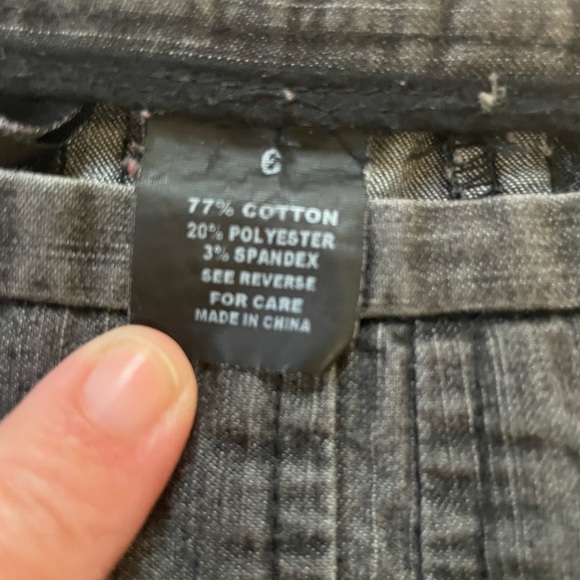 6
77% COTTON
20% POLYESTER
3% SPANDEX
SEE REVERSE
FOR CARE
MADE IN CHINA